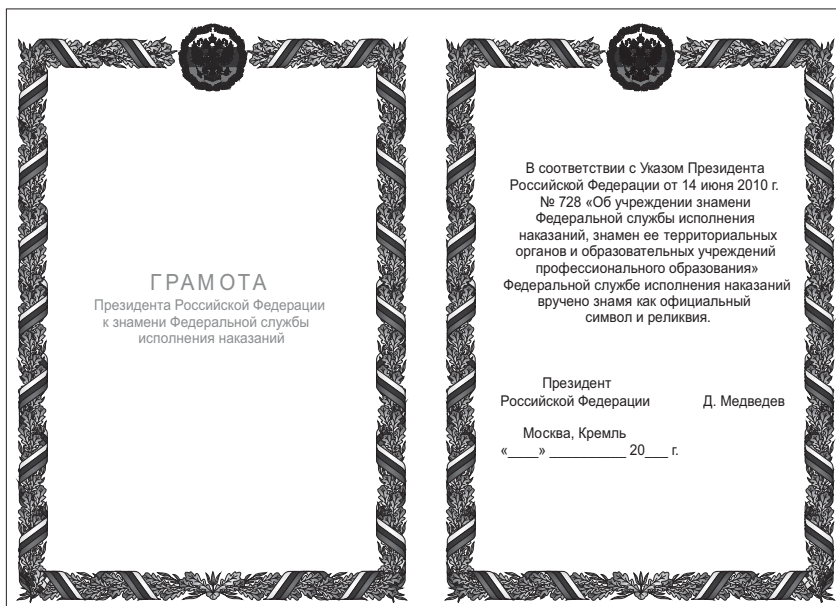 ГРАМОТА
Президента Российской Федерации
к знамени Федеральной службы
исполнения наказаний
В соответствии с Указом Президента
Российской Федерации от 14 июня 2010 г.
№ 728 «Об учреждении знамени
Федеральной службы исполнения
наказаний, знамен ее территориальных
органов и образовательных учреждений
профессионального образования»
Федеральной службе исполнения наказаний
вручено знамя как официальный
символ и реликвия.
Президент
Российской Федерации Д. Медведев
Москва, Кремль
«____» __________ 20___ г.